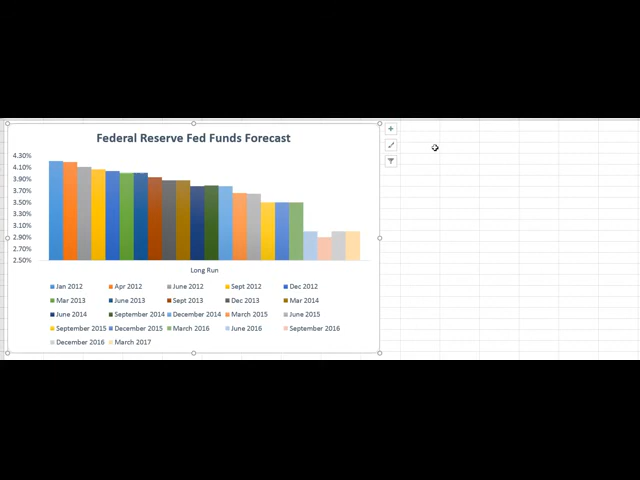 Federal Reserve Fed Funds Forecast
4.30%
4.10%
3.90%
3.70%
3.50%
3.30%
3.10%
2.90%
2.70%
2.50%
Long Run
Jan 2012 Apr 2012 June 2012 Sept 2012 Dec 2012
Mar 2013 June 2013 Sept 2013 Dec 2013 Mar 2014
June 2014 September 2014 December 2014 March 2015 June 2015
September 2015 December 2015 March 2016 June 2016 September 2016
December 2016 March 2017